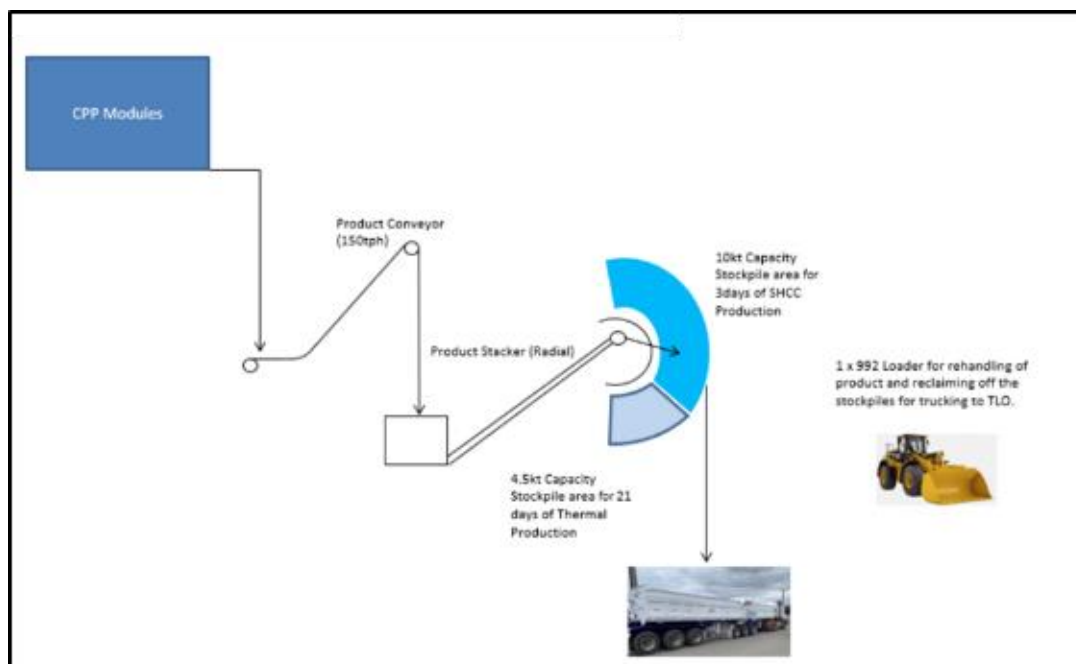 CPP Modules
Product Conveyor
(150tph)
10kt Capacity
Stockpile area for
3days of SHCC
Production
Product Stacker (Radial)
1 x 992 Loader for rehandling of
product and reclaiming off the
stockpiles for trucking to TLO.
4.5kt Capacity
Stockpile area for 21
days of Thermal
Production